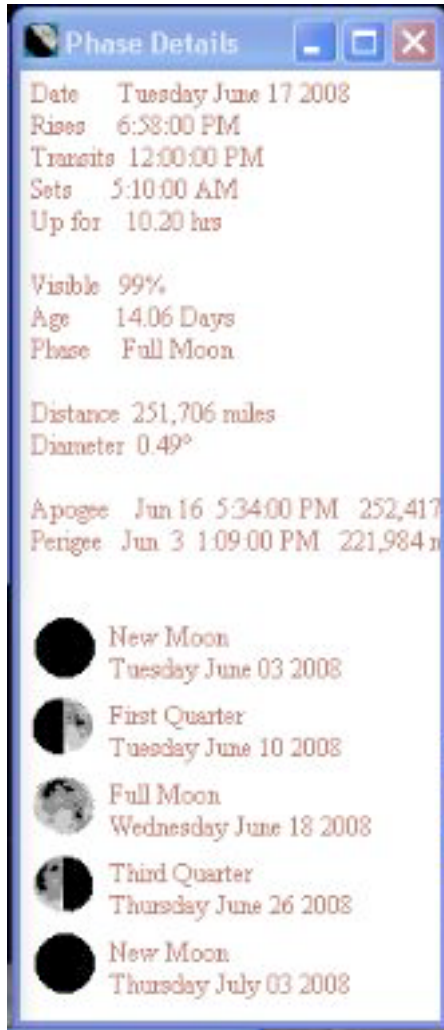 Phase Details
Date Tuesday June 17 2008
Rises 6:58:00 PM
Transits 12:00:00 PM
Sets 5:10:00 AM
Up for 10.20 hrs
Visible 99%
Age 14.06 Days
Phase Full Moon
Distance 251,706 miles
Diameter 0.49°
Apogee Jun 16 5:34:00 PM 252,417
Perigee Jun 3 1:09:00 PM 221,984 m
New Moon
Tuesday June 03 2008
First Quarter
Tuesday June 10 2008
Full Moon
Wednesday June 18 2008
Third Quarter
Thursday June 26 2008
New Moon
Thursday July 03 2008